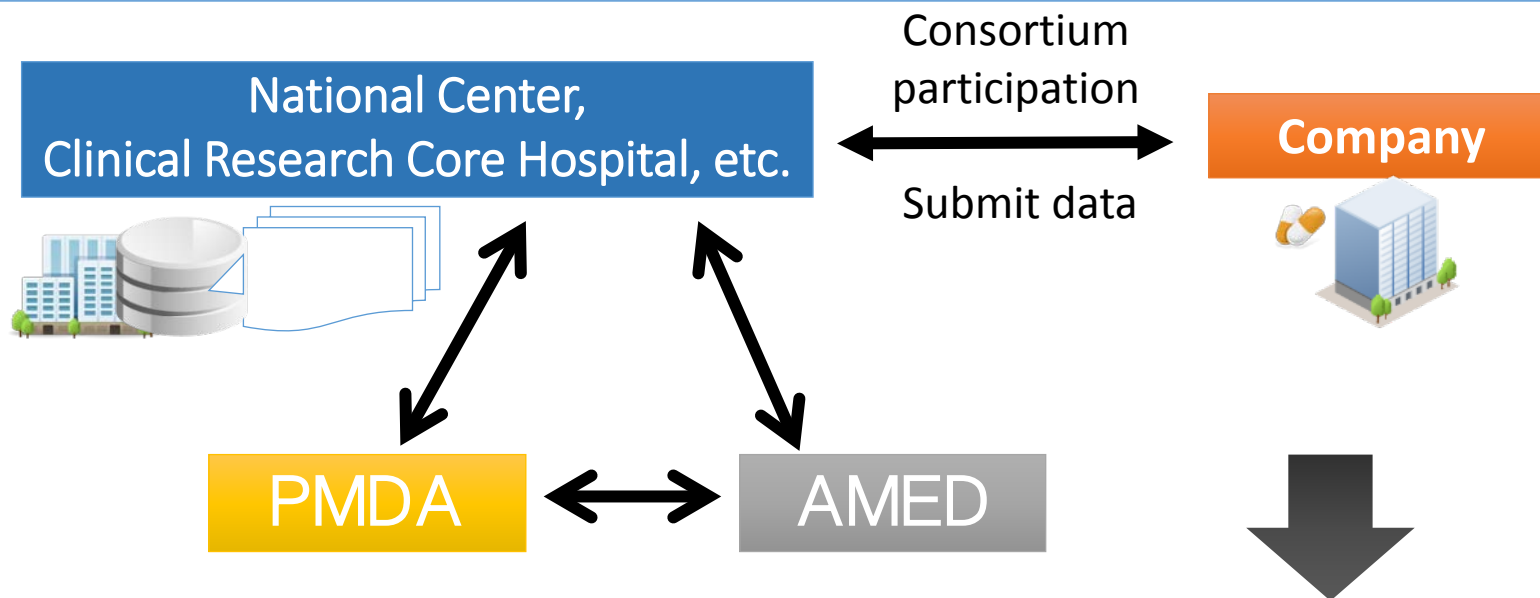 Consortium
participation
National Center,
Clinical Research Core Hospital, etc.
Company
Submit data
PMDA
AMED